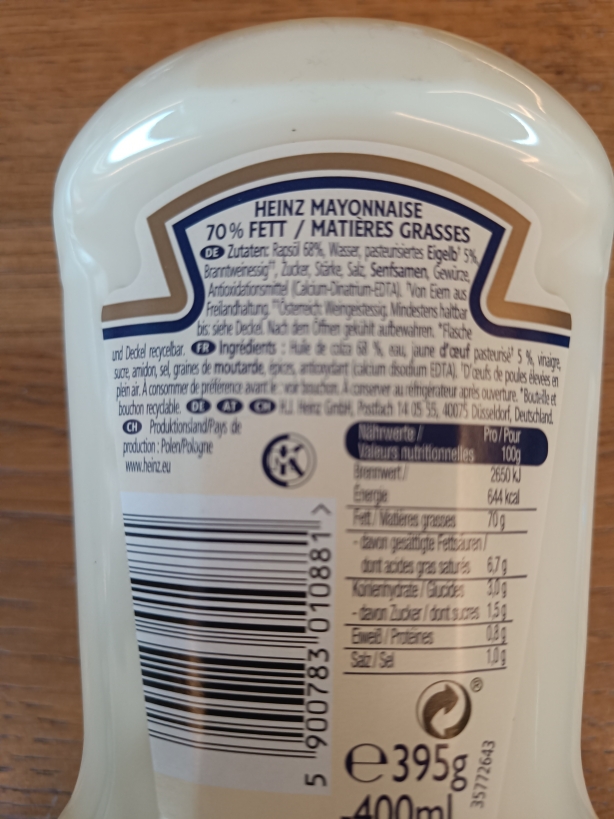 HEINZ MAYONNAISE
70% FETT / MATIÈRES GRASSES
DE Zutaten: Rapsöl 68%, Wasser, pasteurisiertes Eigelb¹ 5%,
Branntweinessig**, Zucker, Stärke, Salz, Senfsamen, Gewürze,
Antioxidationsmittel (Calcium-Dinatrium-EDTA). ¹Von Eiern aus
Freilandhaltung. **Österreich: Weingeistessig. Mindestens haltbar
bis: siehe Deckel. Nach dem Öffnen gekühlt aufbewahren. *Flasche
und Deckel recycelbar. FR Ingrédients : Huile de colza 68 %, eau, jaune d'œuf pasteurisé¹ 5 %, vinaigre,
sucre, amidon, sel, graines de moutarde, épices, antioxydant (calcium disodium EDTA). ¹D'œufs de poules élevées en
plein air. A consommer de préférence avant le : voir bouchon. A conserver au réfrigérateur après ouverture. *Bouteille et
bouchon recyclable. DE AT CH H.J. Heinz GmbH, Postfach 14 05 55, 40075 Düsseldorf, Deutschland.
CH Produktionsland/Pays de
production: Polen/Pologne
www.heinz.eu
K
Nährwerte / Pro / Pour
Valeurs nutritionnelles 100g
Brennwert / 2650 kJ
Énergie 644 kcal
Fett / Matières grasses 70 g
- davon gesättigte Fettsäuren /
dont acides gras saturés 6,7 g
Kohlenhydrate / Glucides 3,0 g
- davon Zucker / dont sucres 1,5 g
Eiweiß / Protéines 0,8 g
Salz / Sel 1,0 g
5 900783 010881 >
®
℮ 395g
400ml
35772643